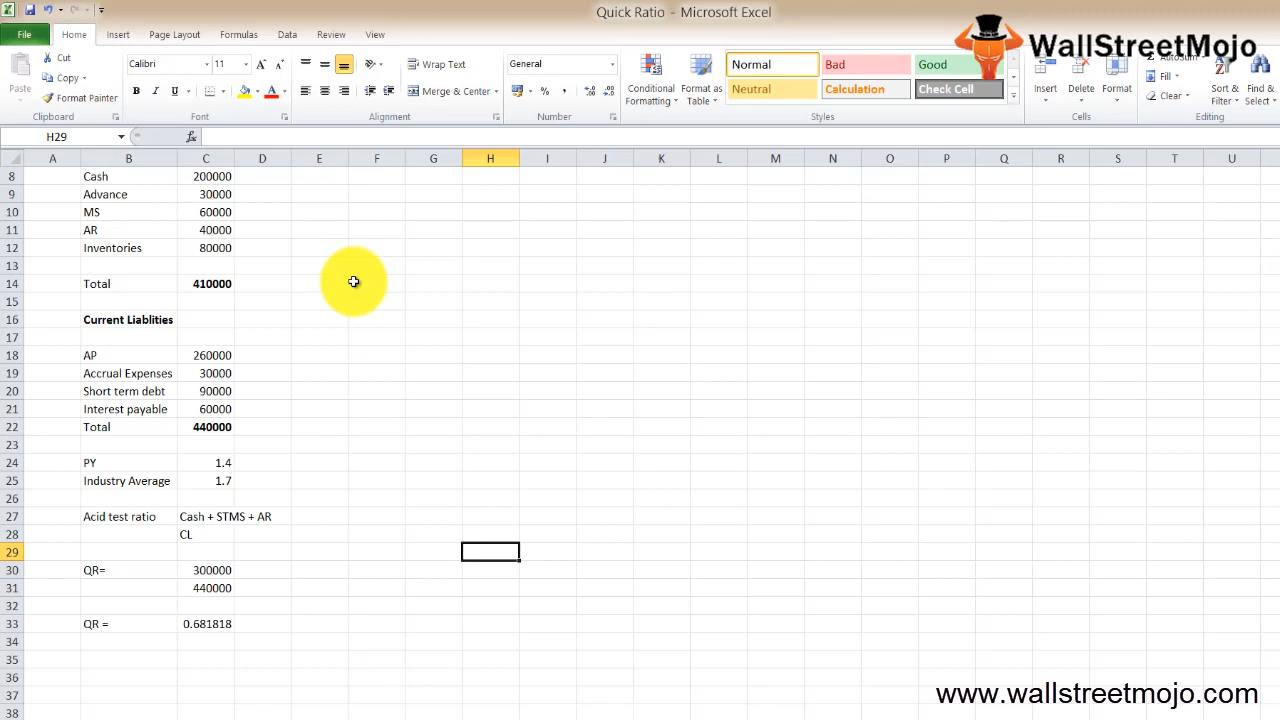 Quick Ratio - Microsoft Excel
WallStreetMojo
File Home Insert Page Layout Formulas Data Review View
Paste Cut Copy Format Painter Clipboard
Calibri 11 A A B I U A Font
Wrap Text Merge & Center Alignment
General % , Number
Conditional Formatting Format as Table Normal Bad Good Neutral Calculation Check Cell Styles
Insert Delete Format Cells
AutoSum Fill Clear Sort & Filter Find & Select Editing
H29 fx
A B C D E F G H I J K L M N O P Q R S T U
8 Cash 200000
9 Advance 30000
10 MS 60000
11 AR 40000
12 Inventories 80000
13
14 Total 410000
15
16 Current Liablities
17
18 AP 260000
19 Accrual Expenses 30000
20 Short term debt 90000
21 Interest payable 60000
22 Total 440000
23
24 PY 1.4
25 Industry Average 1.7
26
27 Acid test ratio Cash + STMS + AR
28 CL
29
30 QR= 300000
31 440000
32
33 QR = 0.681818
34
35
36
37
38
www.wallstreetmojo.com